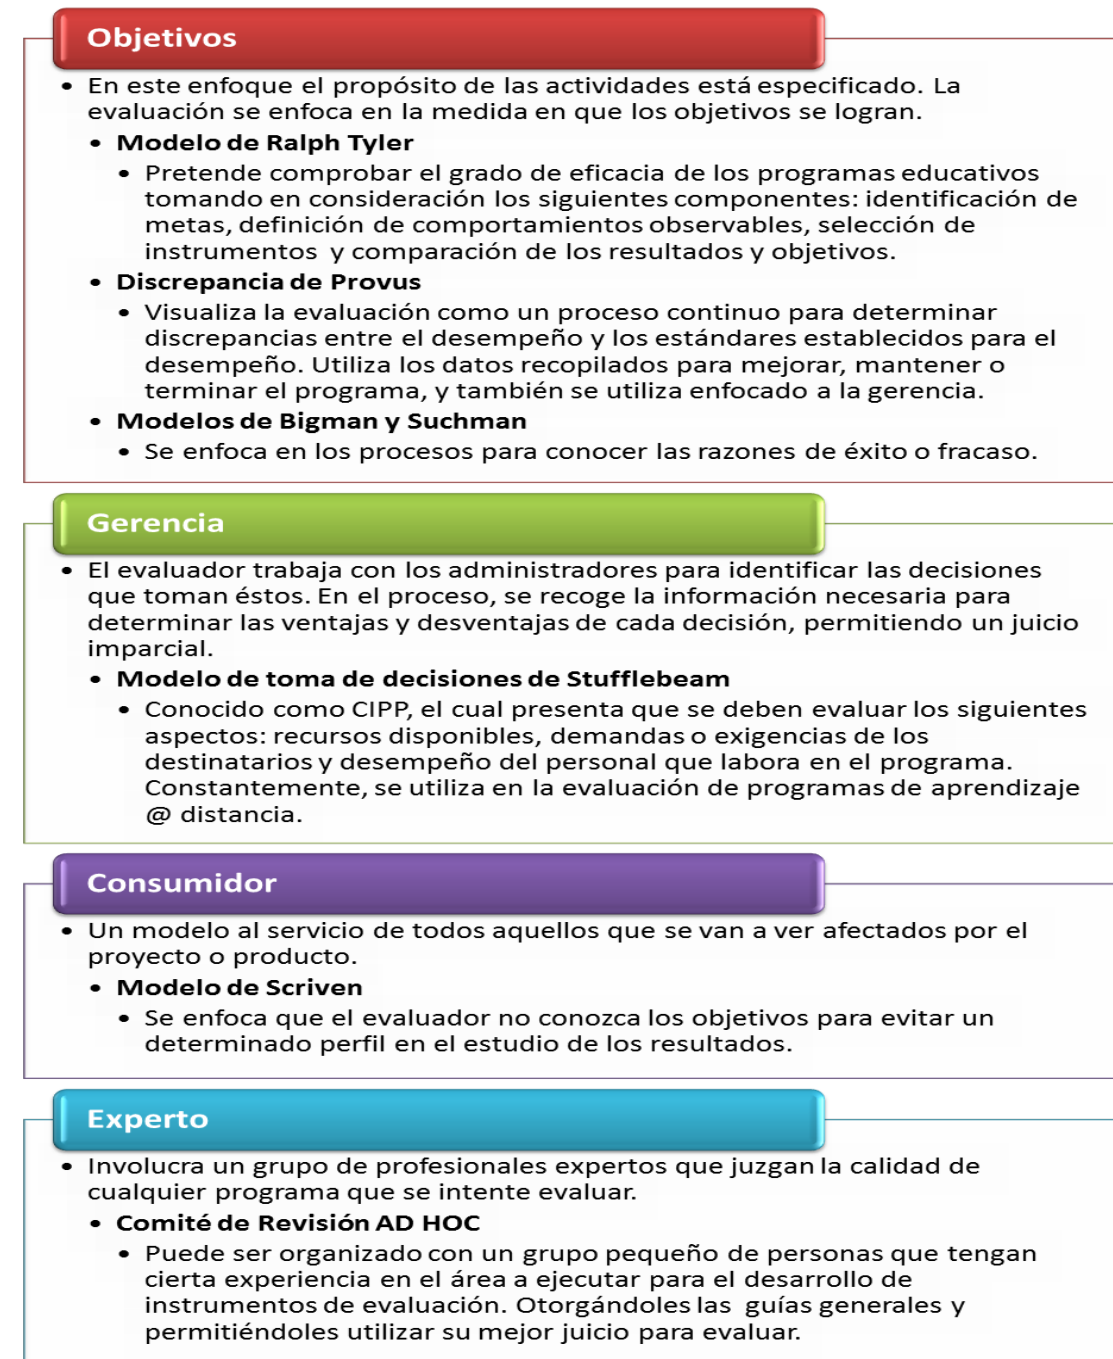 Objetivos
• En este enfoque el propósito de las actividades está especificado. La
evaluación se enfoca en la medida en que los objetivos se logran.
• Modelo de Ralph Tyler
• Pretende comprobar el grado de eficacia de los programas educativos
tomando en consideración los siguientes componentes: identificación de
metas, definición de comportamientos observables, selección de
instrumentos y comparación de los resultados y objetivos.
• Discrepancia de Provus
• Visualiza la evaluación como un proceso continuo para determinar
discrepancias entre el desempeño y los estándares establecidos para el
desempeño. Utiliza los datos recopilados para mejorar, mantener o
terminar el programa, y también se utiliza enfocado a la gerencia.
• Modelos de Bigman y Suchman
• Se enfoca en los procesos para conocer las razones de éxito o fracaso.
Gerencia
• El evaluador trabaja con los administradores para identificar las decisiones
que toman éstos. En el proceso, se recoge la información necesaria para
determinar las ventajas y desventajas de cada decisión, permitiendo un juicio
imparcial.
• Modelo de toma de decisiones de Stufflebeam
• Conocido como CIPP, el cual presenta que se deben evaluar los siguientes
aspectos: recursos disponibles, demandas o exigencias de los
destinatarios y desempeño del personal que labora en el programa.
Constantemente, se utiliza en la evaluación de programas de aprendizaje
@ distancia.
Consumidor
• Un modelo al servicio de todos aquellos que se van a ver afectados por el
proyecto o producto.
• Modelo de Scriven
• Se enfoca que el evaluador no conozca los objetivos para evitar un
determinado perfil en el estudio de los resultados.
Experto
• Involucra un grupo de profesionales expertos que juzgan la calidad de
cualquier programa que se intente evaluar.
• Comité de Revisión AD HOC
• Puede ser organizado con un grupo pequeño de personas que tengan
cierta experiencia en el área a ejecutar para el desarrollo de
instrumentos de evaluación. Otorgándoles las guías generales y
permitiéndoles utilizar su mejor juicio para evaluar.